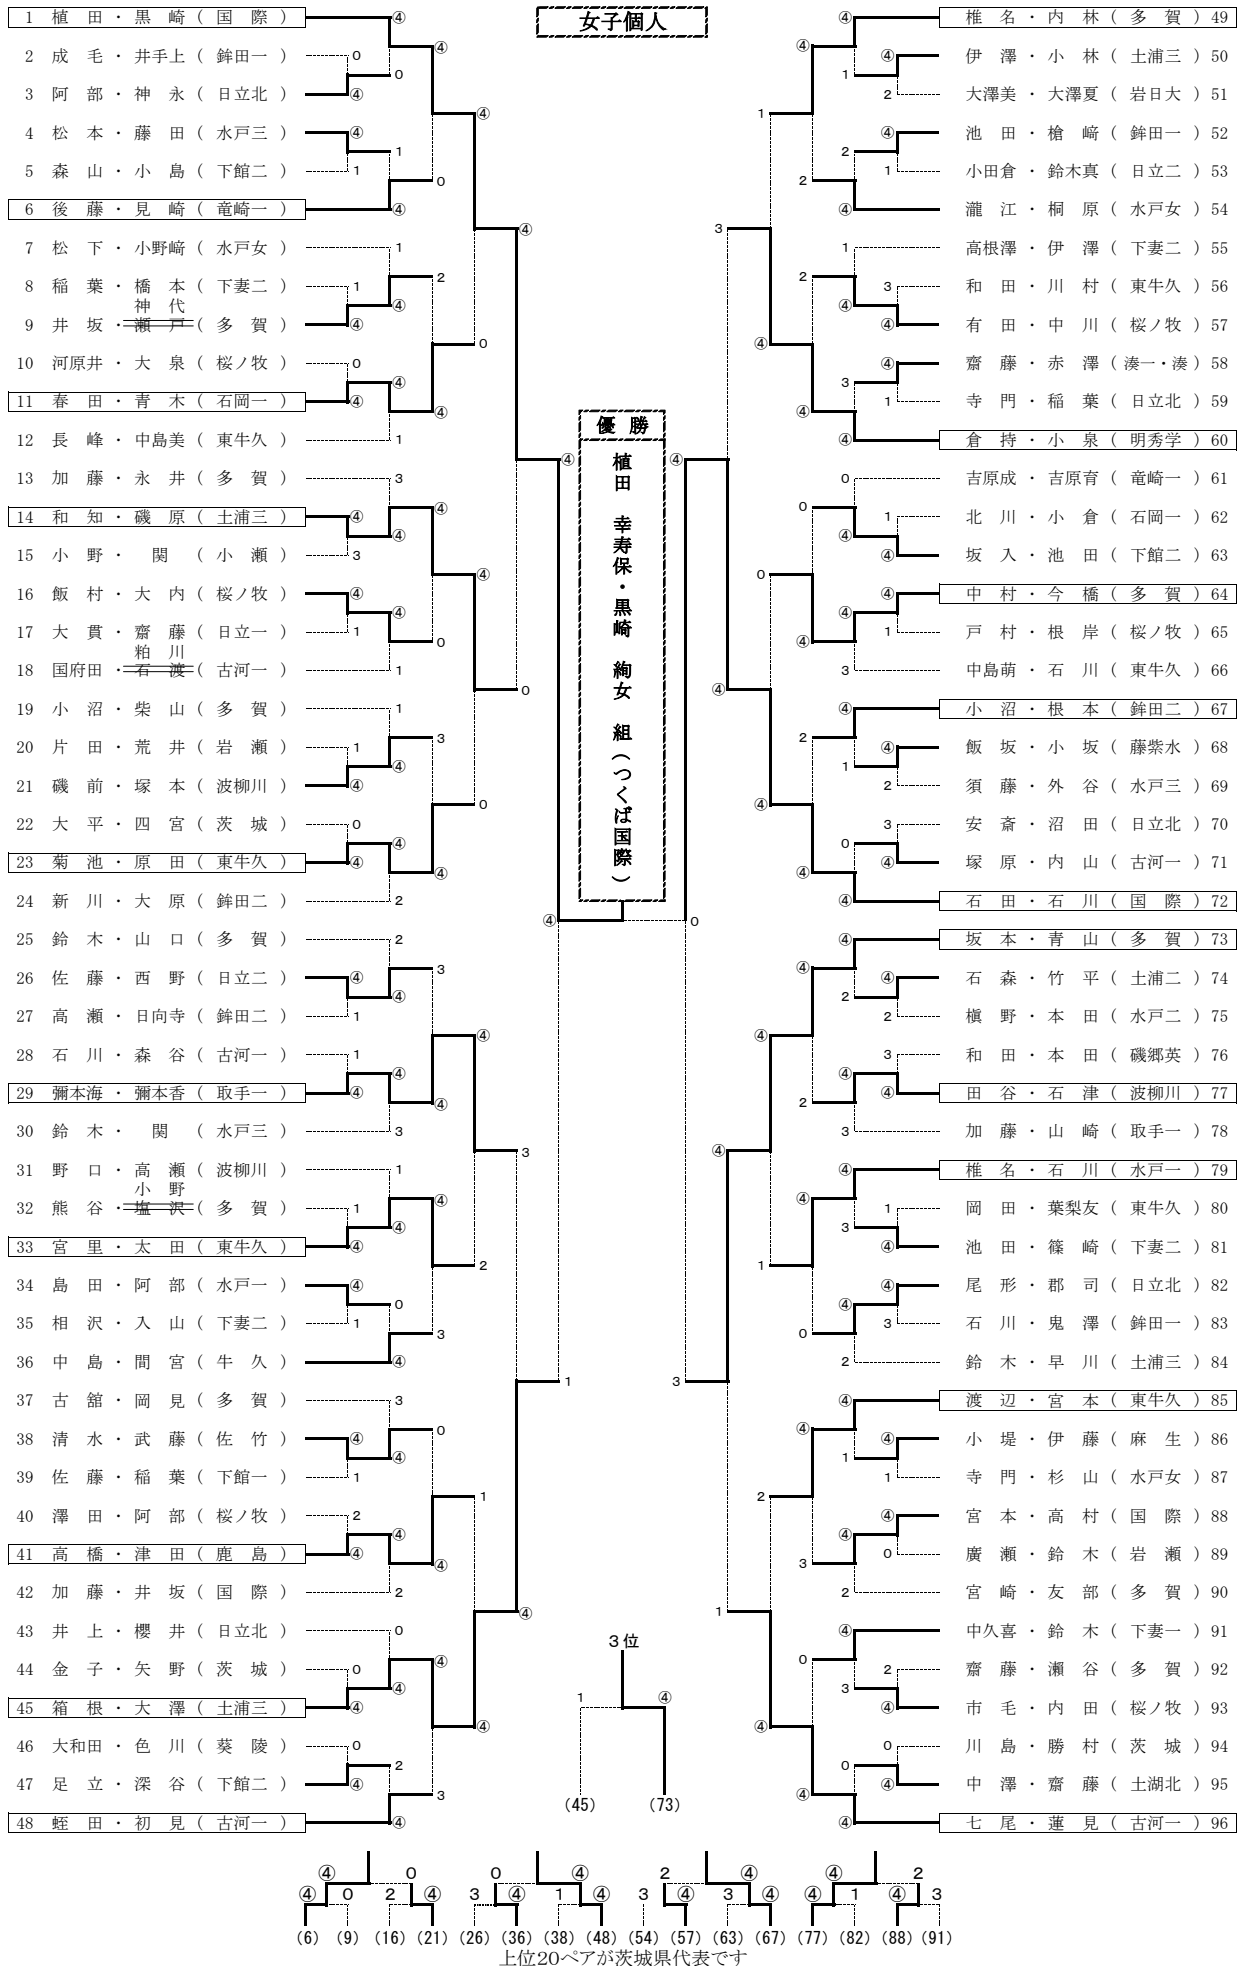 女子個人
1 植田・黒崎（国際）
2 成毛・井手上（鉾田一）
3 阿部・神永（日立北）
4 松本・藤田（水戸三）
5 森山・小島（下館二）
6 後藤・見崎（竜崎一）
7 松下・小野﨑（水戸女）
8 稲葉・橋本（下妻二）
神代
9 井坂・瀬戸（多賀）
10 河原井・大泉（桜ノ牧）
11 春田・青木（石岡一）
12 長峰・中島美（東牛久）
13 加藤・永井（多賀）
14 和知・磯原（土浦三）
15 小野・関（小瀬）
16 飯村・大内（桜ノ牧）
17 大貫・齋藤（日立一）
粕川
18 国府田・石渡（古河一）
19 小沼・柴山（多賀）
20 片田・荒井（岩瀬）
21 磯前・塚本（波柳川）
22 大平・四宮（茨城）
23 菊池・原田（東牛久）
24 新川・大原（鉾田二）
25 鈴木・山口（多賀）
26 佐藤・西野（日立二）
27 高瀬・日向寺（鉾田二）
28 石川・森谷（古河一）
29 彌本海・彌本香（取手一）
30 鈴木・関（水戸三）
31 野口・高瀬（波柳川）
小野
32 熊谷・塩沢（多賀）
33 宮里・太田（東牛久）
34 島田・阿部（水戸一）
35 相沢・入山（下妻二）
36 中島・間宮（牛久）
37 古舘・岡見（多賀）
38 清水・武藤（佐竹）
39 佐藤・稲葉（下館一）
40 澤田・阿部（桜ノ牧）
41 高橋・津田（鹿島）
42 加藤・井坂（国際）
43 井上・櫻井（日立北）
44 金子・矢野（茨城）
45 箱根・大澤（土浦三）
46 大和田・色川（葵陵）
47 足立・深谷（下館二）
48 蛭田・初見（古河一）
優勝
植田　幸寿保・黒崎　絢女　組（つくば国際）
椎名・内林（多賀）49
伊澤・小林（土浦三）50
大澤美・大澤夏（岩日大）51
池田・槍﨑（鉾田一）52
小田倉・鈴木真（日立二）53
瀧江・桐原（水戸女）54
高根澤・伊澤（下妻二）55
和田・川村（東牛久）56
有田・中川（桜ノ牧）57
齋藤・赤澤（湊一・湊）58
寺門・稲葉（日立北）59
倉持・小泉（明秀学）60
吉原成・吉原育（竜崎一）61
北川・小倉（石岡一）62
坂入・池田（下館二）63
中村・今橋（多賀）64
戸村・根岸（桜ノ牧）65
中島萌・石川（東牛久）66
小沼・根本（鉾田二）67
飯坂・小坂（藤紫水）68
須藤・外谷（水戸三）69
安斎・沼田（日立北）70
塚原・内山（古河一）71
石田・石川（国際）72
坂本・青山（多賀）73
石森・竹平（土浦二）74
槇野・本田（水戸二）75
和田・本田（磯郷英）76
田谷・石津（波柳川）77
加藤・山崎（取手一）78
椎名・石川（水戸一）79
岡田・葉梨友（東牛久）80
池田・篠崎（下妻二）81
尾形・郡司（日立北）82
石川・鬼澤（鉾田一）83
鈴木・早川（土浦三）84
渡辺・宮本（東牛久）85
小堤・伊藤（麻生）86
寺門・杉山（水戸女）87
宮本・高村（国際）88
廣瀬・鈴木（岩瀬）89
宮崎・友部（多賀）90
中久喜・鈴木（下妻一）91
齋藤・瀬谷（多賀）92
市毛・内田（桜ノ牧）93
川島・勝村（茨城）94
中澤・齋藤（土湖北）95
七尾・蓮見（古河一）96
３位
1 ④
(45) (73)
④ 0 0 ④ 2 ④ ④ 2
④ 0 2 ④ 3 ④ 1 ④ 3 ④ 3 ④ ④ 1 ④ 3
(6) (9) (16) (21) (26) (36) (38) (48) (54) (57) (63) (67) (77) (82) (88) (91)
上位20ペアが茨城県代表です